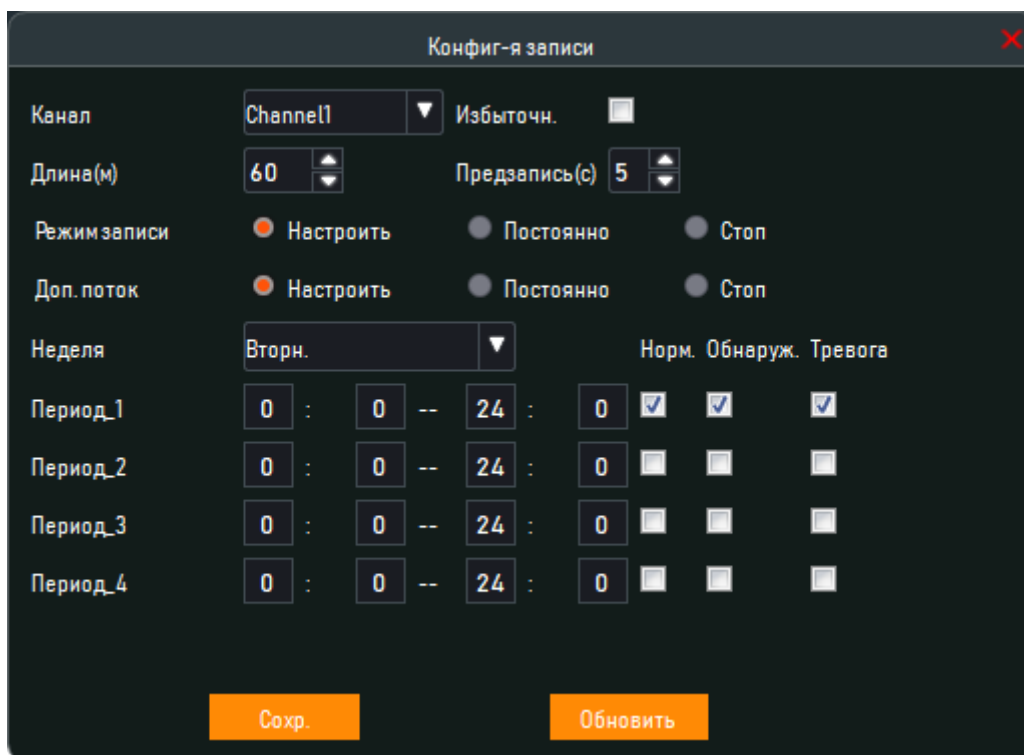 Конфиг-я записи
Канал Channel1 Избыточн.
Длина(м) 60 Предзапись(с) 5
Режим записи Настроить Постоянно Стоп
Доп. поток Настроить Постоянно Стоп
Неделя Вторн. Норм. Обнаруж. Тревога
Период_1 0 : 0 -- 24 : 0
Период_2 0 : 0 -- 24 : 0
Период_3 0 : 0 -- 24 : 0
Период_4 0 : 0 -- 24 : 0
Сохр. Обновить